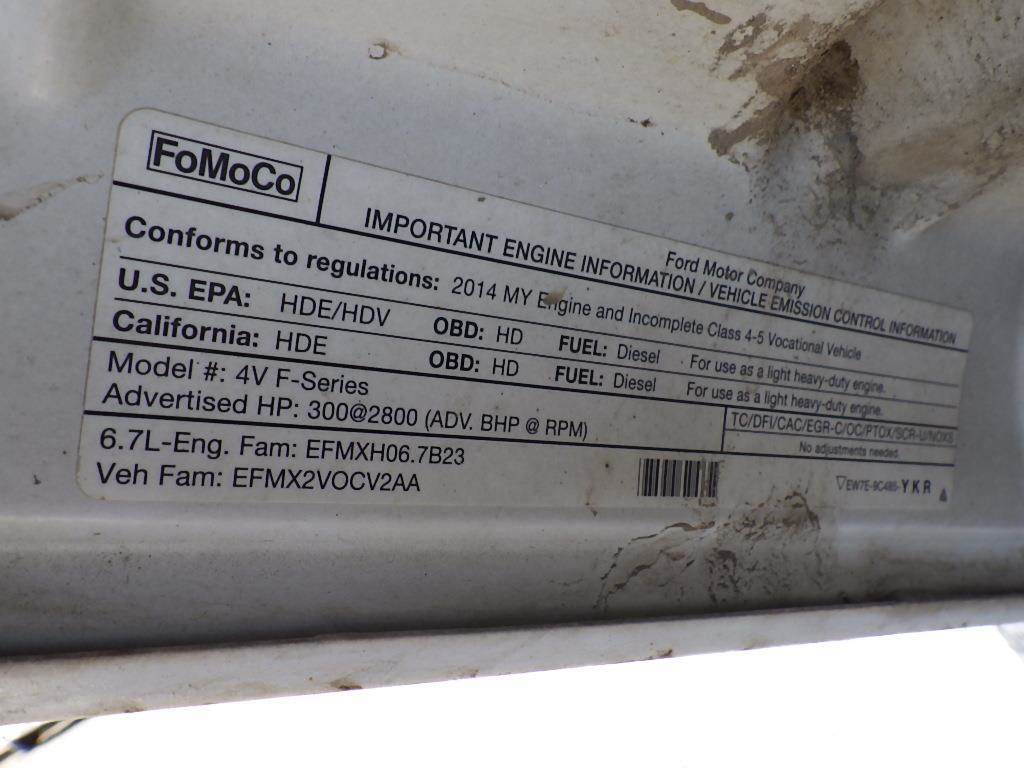 FoMoCo
Ford Motor Company
IMPORTANT ENGINE INFORMATION / VEHICLE EMISSION CONTROL INFORMATION
Conforms to regulations: 2014 MY Engine and Incomplete Class 4-5 Vocational Vehicle
U.S. EPA: HDE/HDV OBD: HD FUEL: Diesel For use as a light heavy-duty engine.
California: HDE OBD: HD FUEL: Diesel For use as a light heavy-duty engine.
Model #: 4V F-Series
Advertised HP: 300@2800 (ADV. BHP @ RPM)
TC/DFI/CAC/EGR-C/OC/PTOX/SCR-U/NOXS
No adjustments needed.
6.7L-Eng. Fam: EFMXH06.7B23
Veh Fam: EFMX2VOCV2AA
EW7E-9C485-YKR